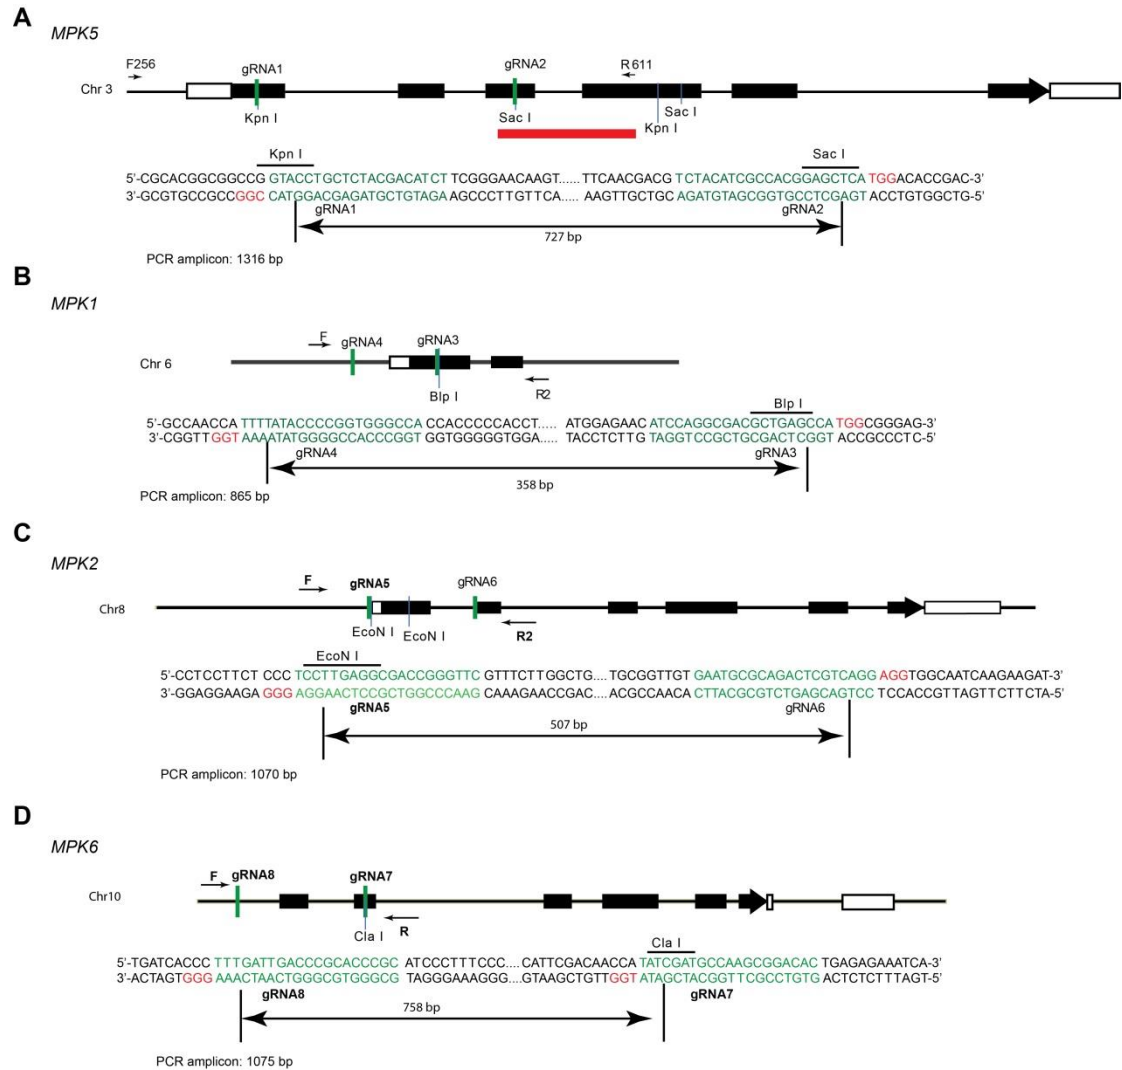 A
MPK5
F256
gRNA1
gRNA2
R 611
Chr 3
Kpn I
Sac I
Sac I
Kpn I
Kpn I
Sac I
5'-CGCACGGCGGCCG GTACCTGCTCTACGACATCT TCGGGAACAAGT......TTCAACGACG TCTACATCGCCACGGAGCTCA TGGACACCGAC-3'
3'-GCGTGCCGCCGGC CATGGACGAGATGCTGTAGA AGCCCTTGTTCA..... AAGTTGCTGC AGATGTAGCGGTGCCTCGAGT ACCTGTGGCTG-5'
gRNA1
gRNA2
727 bp
PCR amplicon: 1316 bp
B
MPK1
F
gRNA4
gRNA3
Chr 6
Blp I
R2
Blp I
5'-GCCAACCA TTTTATACCCCGGTGGGCCA CCACCCCCACCT..... ATGGAGAAC ATCCAGGCGACGCTGAGCCA TGGCGGGAG-3'
3'-CGGTTGGT AAAATATGGGGCCACCCGGT GGTGGGGGTGGA ..... TACCTCTTG TAGGTCCGCTGCGACTCGGT ACCGCCCTC-5'
gRNA4
gRNA3
358 bp
PCR amplicon: 865 bp
C
MPK2
F
gRNA5
gRNA6
Chr8
EcoN I
EcoN I
R2
EcoN I
5'-CCTCCTTCT CCC TCCTTGAGGCGACCGGGTTC GTTTCTTGGCTG....TGCGGTTGTG GAATGCGCAGACTCGTCAGG AGGTGGCAATCAAGAAGAT-3'
3'-GGAGGAAGA GGG AGGAACTCCGCTGGCCCAAG CAAAGAACCGAC.... ACGCCAACA CTTACGCGTCTGAGCAGTCC TCCACCGTTAGTTCTTCTA-5'
gRNA5
gRNA6
507 bp
PCR amplicon: 1070 bp
D
MPK6
F
gRNA8
gRNA7
Chr10
Cla I
R
Cla I
5'-TGATCACCC TTTGATTGACCCGCACCCGC ATCCCTTTCCC....CATTCGACAACCA TATCGATGCCAAGCGGACAC TGAGAGAAATCA-3'
3'-ACTAGTGGG AAACTAACTGGGCGTGGGCG TAGGGAAAGGG ....GTAAGCTGTTGGT ATAGCTACGGTTCGCCTGTG ACTCTCTTTAGT-5'
gRNA8
gRNA7
758 bp
PCR amplicon: 1075 bp